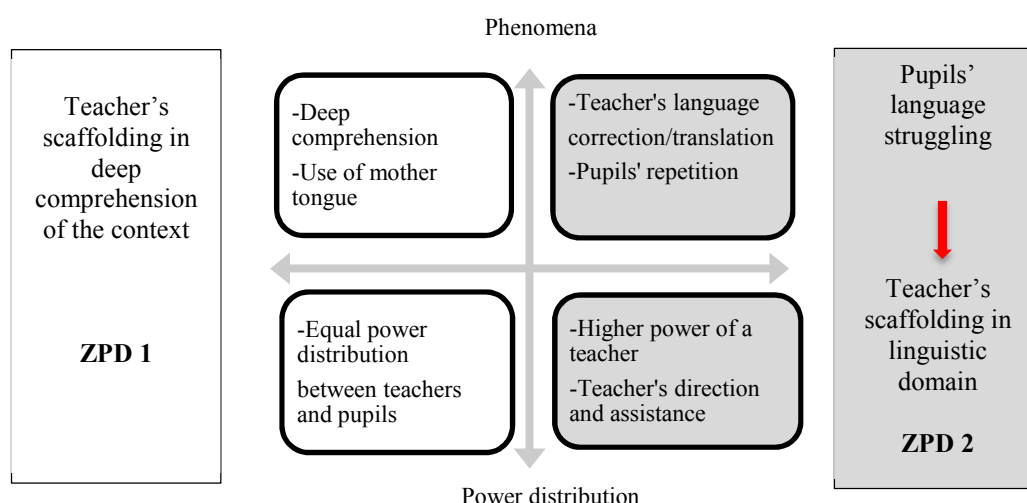 Phenomena
Teacher's
scaffolding in
deep
comprehension
of the context
ZPD 1
-Deep
comprehension
-Use of mother
tongue
-Teacher's language
correction/translation
-Pupils' repetition
-Equal power
distribution
between teachers
and pupils
-Higher power of a
teacher
-Teacher's direction
and assistance
Pupils'
language
struggling
Teacher's
scaffolding in
linguistic
domain
ZPD 2
Power distribution